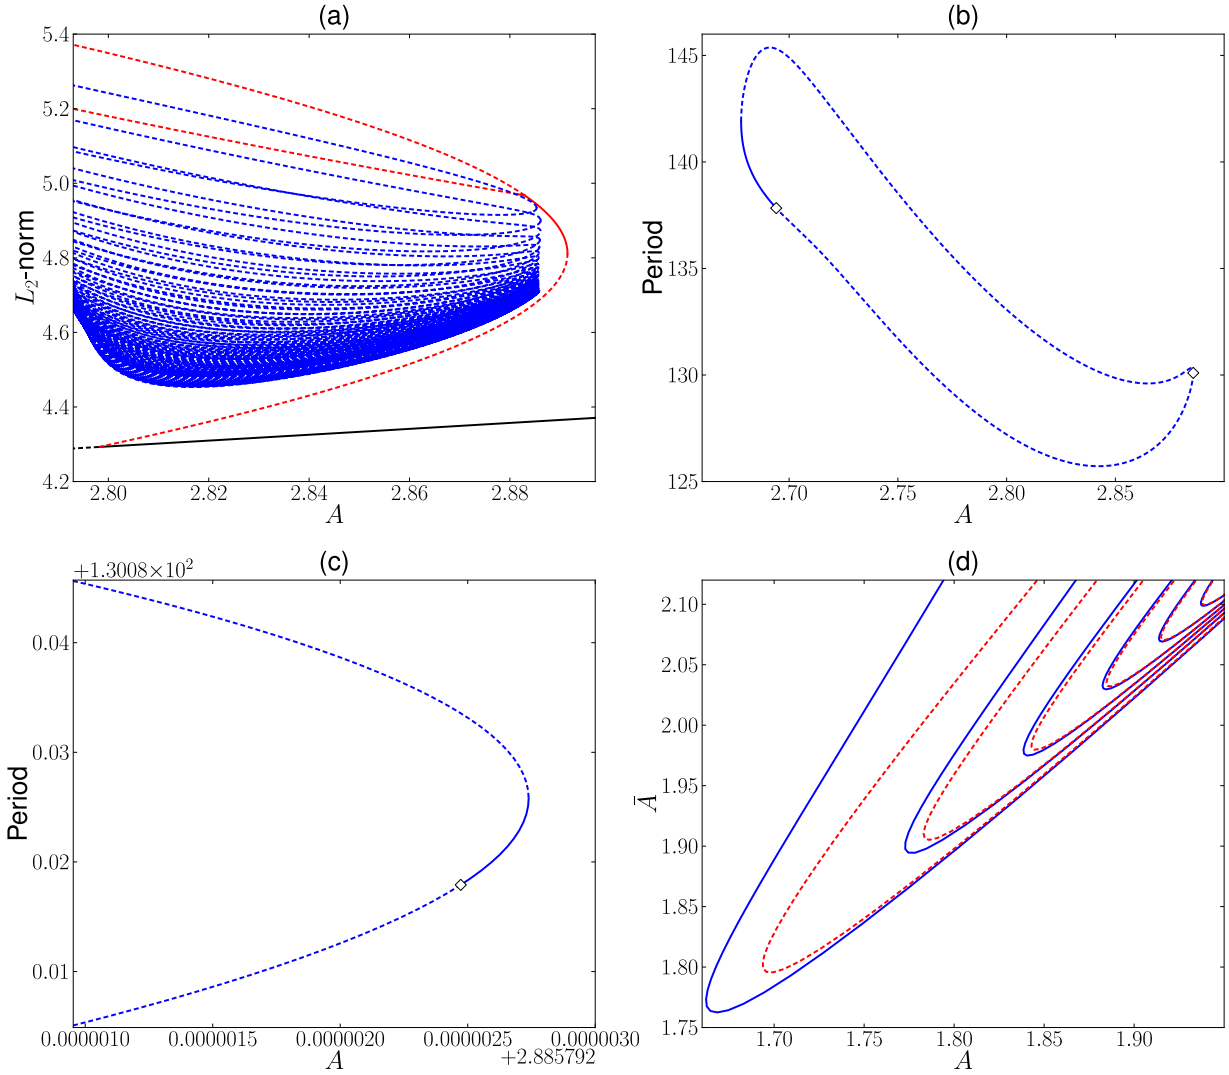 (a)
5.4
5.2
5.0
4.8
4.6
4.4
4.2
L2-norm
2.80 2.82 2.84 2.86 2.88
A
(b)
145
140
135
130
125
Period
2.70 2.75 2.80 2.85
A
(c)
+1.3008×10²
0.04
0.03
0.02
0.01
Period
0.0000010 0.0000015 0.0000020 0.0000025 0.0000030
A
+2.885792
(d)
2.10
2.05
2.00
1.95
1.90
1.85
1.80
1.75
Ā
1.70 1.75 1.80 1.85 1.90
A